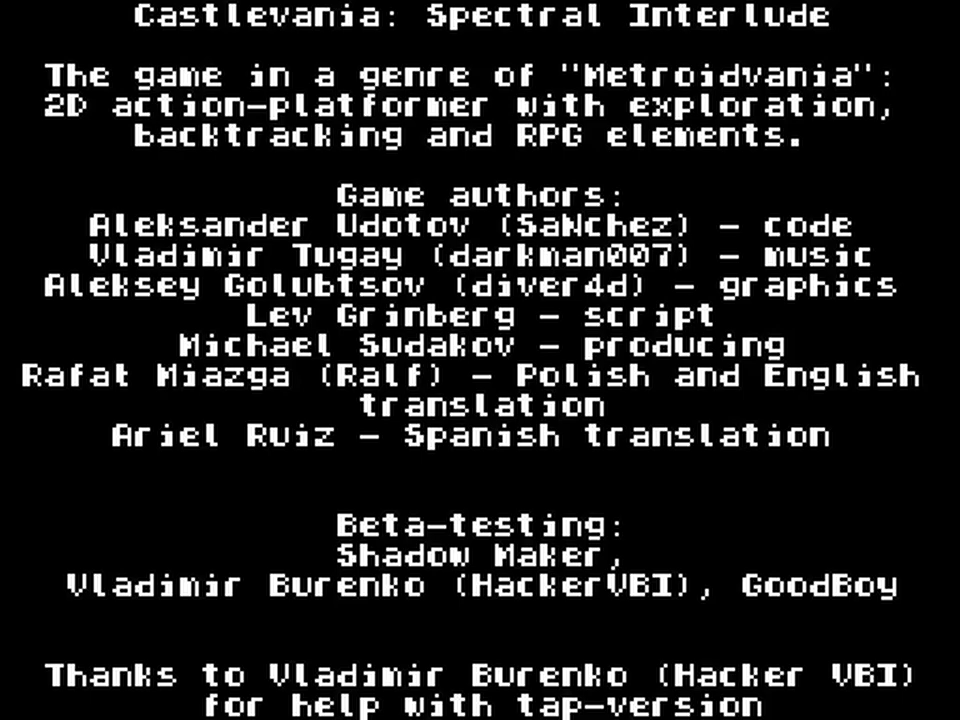 Castlevania: Spectral Interlude
The game in a genre of "Metroidvania":
2D action-platformer with exploration,
backtracking and RPG elements.
Game authors:
Aleksander Udotov (SaNchez) - code
Vladimir Tugay (darkman007) - music
Aleksey Golubtsov (diver4d) - graphics
Lev Grinberg - script
Michael Sudakov - producing
Rafał Miazga (Ralf) - Polish and English
translation
Ariel Ruiz - Spanish translation
Beta-testing:
Shadow Maker,
Vladimir Burenko (HackerVBI), GoodBoy
Thanks to Vladimir Burenko (Hacker VBI)
for help with tap-version